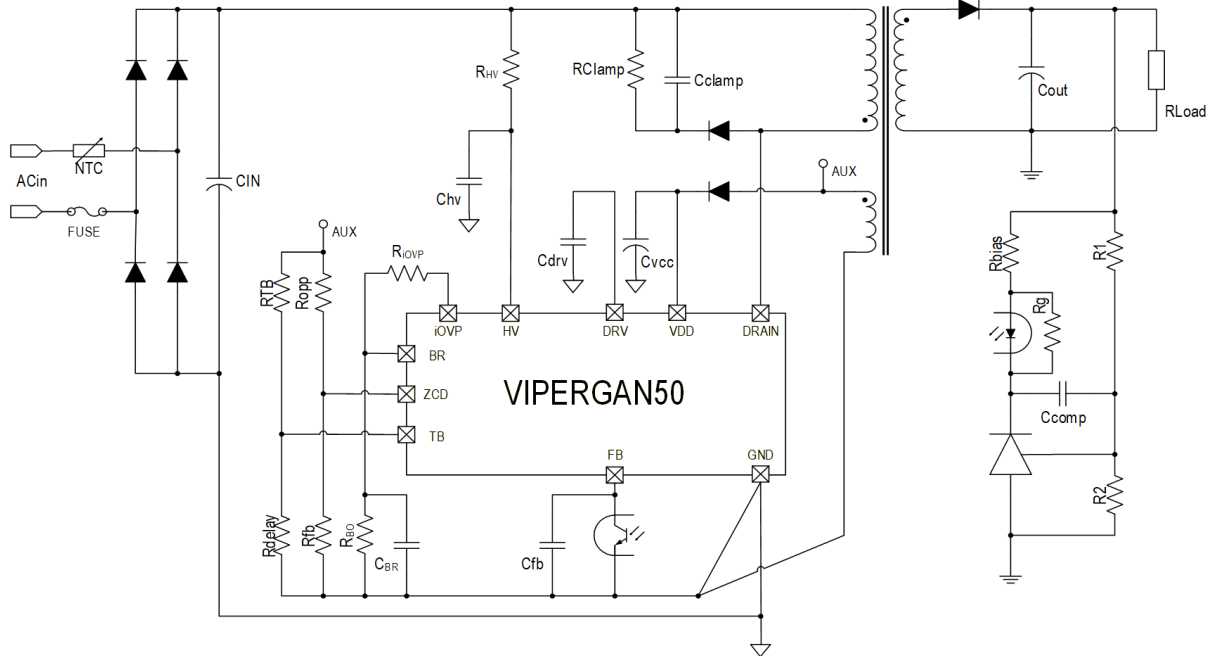 RHV
RClamp
Cclamp
Cout
RLoad
NTC
ACin
CIN
FUSE
Chv
AUX
AUX
RiOVP
Cdrv
Cvcc
RTB
Ropp
Rbias
R1
Rg
iOVP
HV
DRV
VDD
DRAIN
BR
ZCD
TB
VIPERGAN50
Ccomp
FB
GND
R2
Rdelay
Rfb
RBO
CBR
Cfb